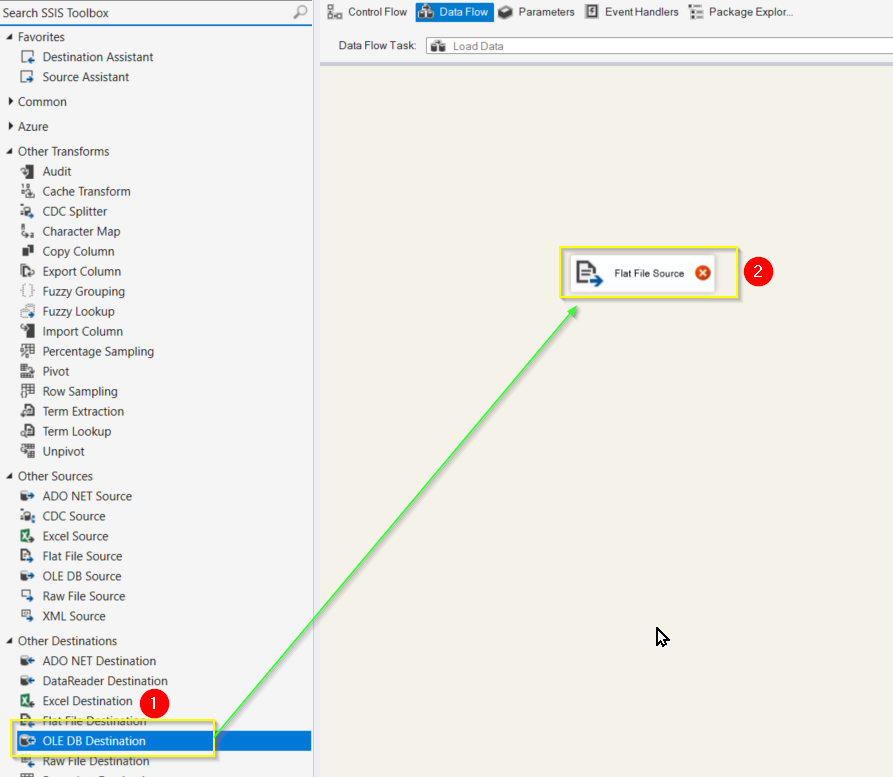 Search SSIS Toolbox
Favorites
Destination Assistant
Source Assistant
Common
Azure
Other Transforms
Audit
Cache Transform
CDC Splitter
Character Map
Copy Column
Export Column
Fuzzy Grouping
Fuzzy Lookup
Import Column
Percentage Sampling
Pivot
Row Sampling
Term Extraction
Term Lookup
Unpivot
Other Sources
ADO NET Source
CDC Source
Excel Source
Flat File Source
OLE DB Source
Raw File Source
XML Source
Other Destinations
ADO NET Destination
DataReader Destination
Excel Destination
1
Flat File Destination
OLE DB Destination
Raw File Destination
Control Flow
Data Flow
Parameters
Event Handlers
Package Explor...
Data Flow Task:
Load Data
Flat File Source
2